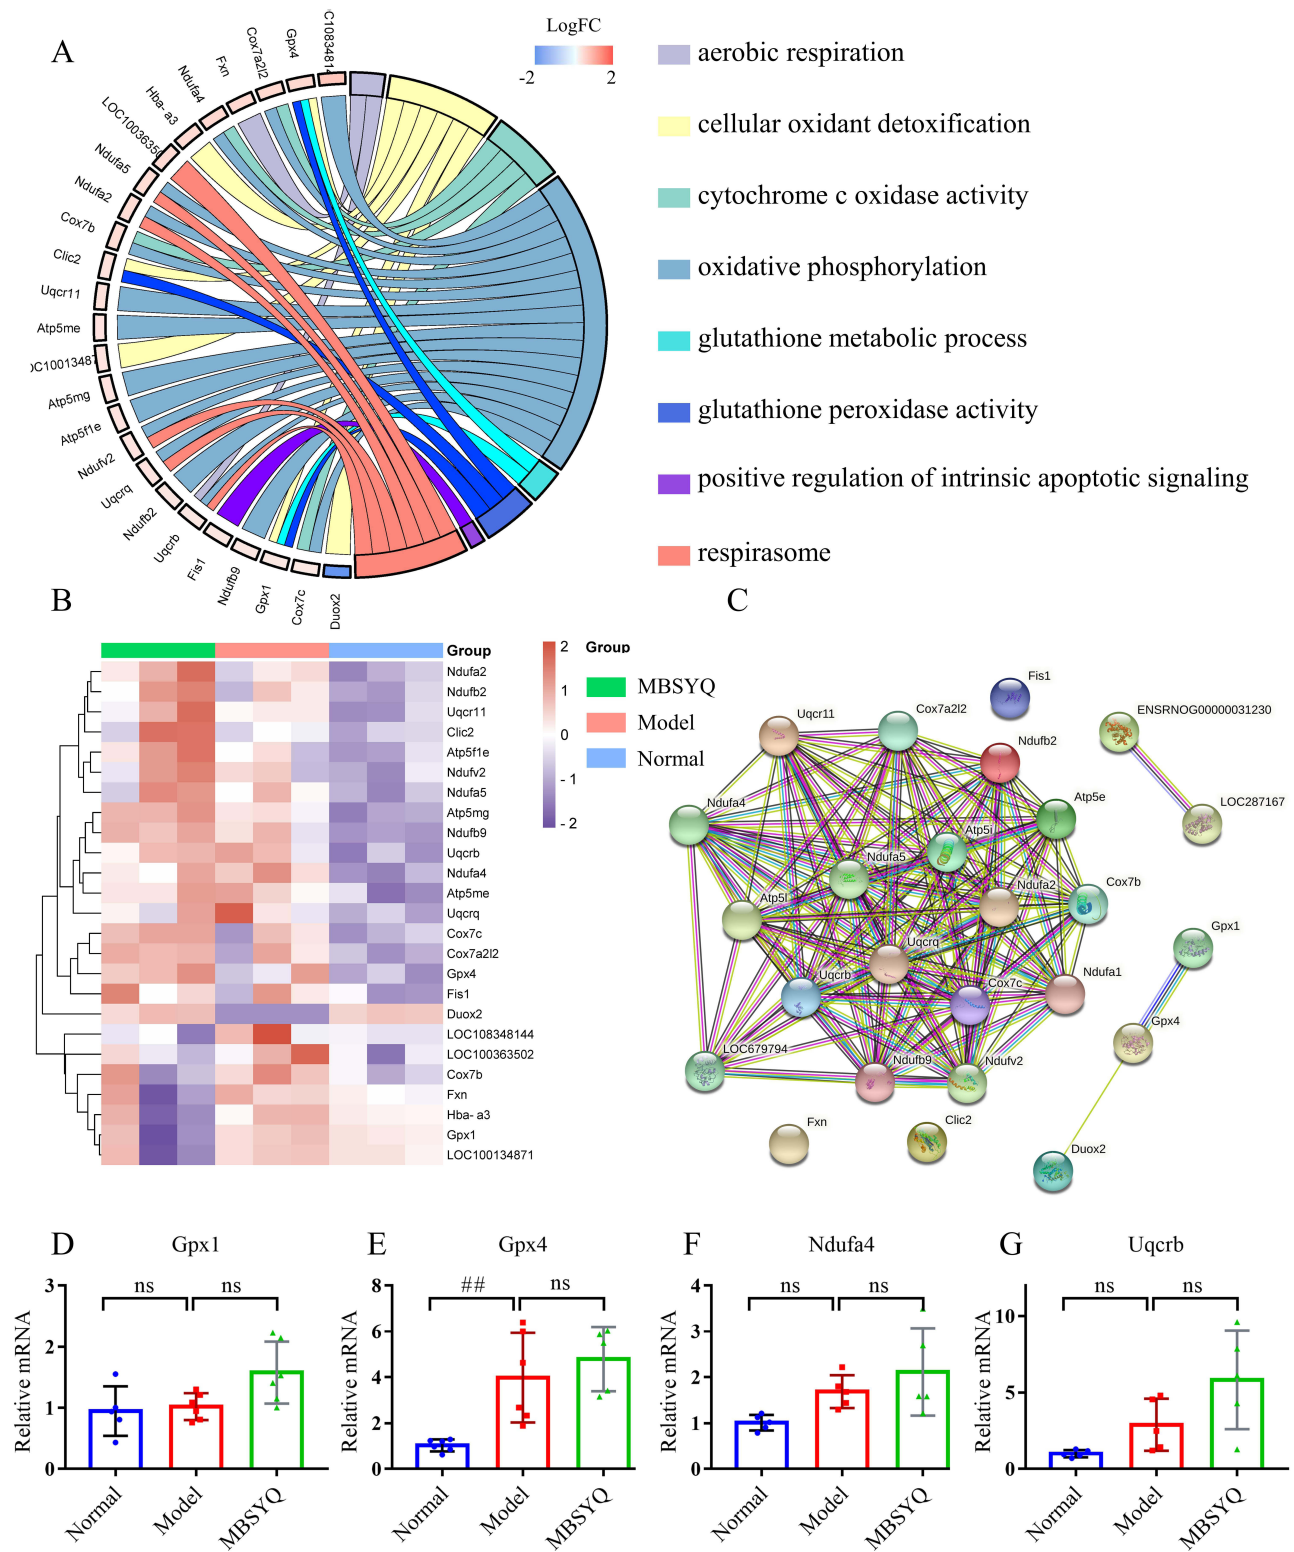 A
LogFC
-2
2
C10834814
Gpx4
Cox7a2l2
Fxn
Ndufa4
Hba- a3
LOC10036350
Ndufa5
Ndufa2
Cox7b
Clic2
Uqcr11
Atp5me
OC10013487
Atp5mg
Atp5f1e
Ndufv2
Uqcrq
Ndufb2
Uqcrb
Fis1
Ndufb9
Gpx1
Cox7c
Duox2
aerobic respiration
cellular oxidant detoxification
cytochrome c oxidase activity
oxidative phosphorylation
glutathione metabolic process
glutathione peroxidase activity
positive regulation of intrinsic apoptotic signaling
respirasome
B
Group
Ndufa2
Ndufb2
Uqcr11
Clic2
Atp5f1e
Ndufv2
Ndufa5
Atp5mg
Ndufb9
Uqcrb
Ndufa4
Atp5me
Uqcrq
Cox7c
Cox7a2l2
Gpx4
Fis1
Duox2
LOC108348144
LOC100363502
Cox7b
Fxn
Hba- a3
Gpx1
LOC100134871
2
1
0
- 1
- 2
Group
MBSYQ
Model
Normal
C
Fis1
Uqcr11
Cox7a2l2
Ndufb2
ENSRNOG00000031230
LOC287167
Ndufa4
Atp5e
Atp5i
Ndufa5
Ndufa2
Cox7b
Atp5l
Gpx1
Uqcrq
Uqcrb
Cox7c
Ndufa1
Gpx4
LOC679794
Ndufb9
Ndufv2
Fxn
Clic2
Duox2
D
Gpx1
Relative mRNA
3
2
1
0
ns
ns
Normal
Model
MBSYQ
E
Gpx4
Relative mRNA
8
6
4
2
0
##
ns
Normal
Model
MBSYQ
F
Ndufa4
Relative mRNA
4
3
2
1
0
ns
ns
Normal
Model
MBSYQ
G
Uqcrb
Relative mRNA
10
5
0
ns
ns
Normal
Model
MBSYQ